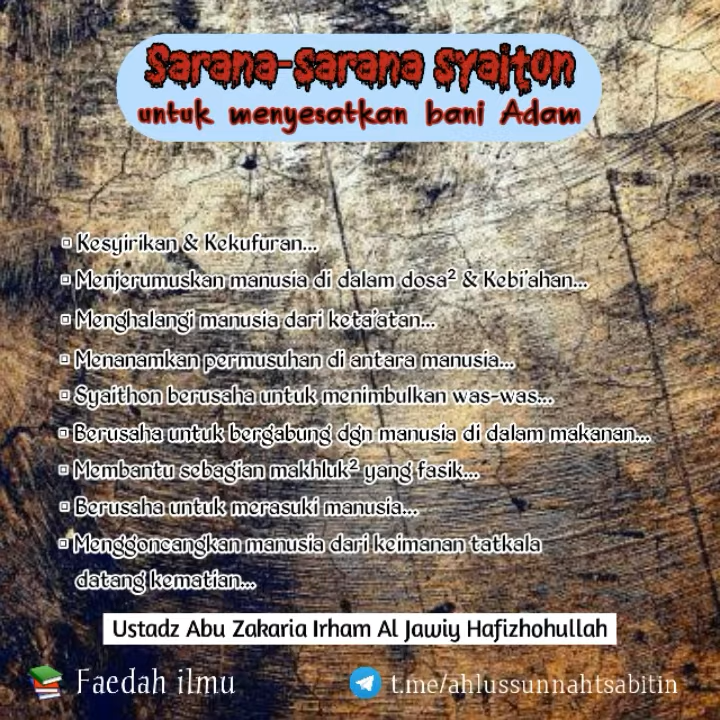 Sarana-sarana syaiton
untuk menyesatkan bani Adam
▫ Kesyirikan & Kekufuran...
▫ Menjerumuskan manusia di dalam dosa² & Kebi'ahan...
▫ Menghalangi manusia dari keta'atan...
▫ Menanamkan permusuhan di antara manusia...
▫ Syaithon berusaha untuk menimbulkan was-was...
▫ Berusaha untuk bergabung dgn manusia di dalam makanan...
▫ Membantu sebagian makhluk² yang fasik...
▫ Berusaha untuk merasuki manusia...
▫ Menggoncangkan manusia dari keimanan tatkala
datang kematian...
Ustadz Abu Zakaria Irham Al Jawiy Hafizhohullah
Faedah ilmu
t.me/ahlussunnahtsabitin